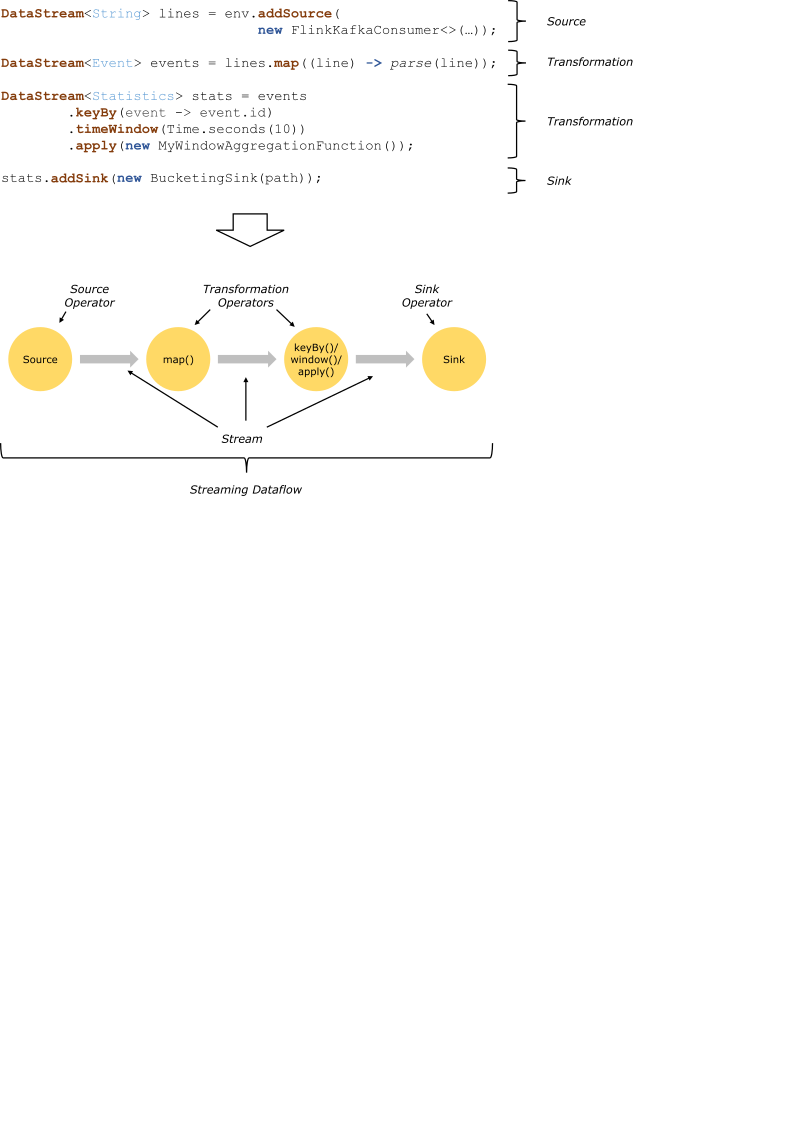 DataStream<String> lines = env.addSource(
new FlinkKafkaConsumer<>(…));
Source
DataStream<Event> events = lines.map((line) -> parse(line));
Transformation
DataStream<Statistics> stats = events
.keyBy(event -> event.id)
.timeWindow(Time.seconds(10))
.apply(new MyWindowAggregationFunction());
Transformation
stats.addSink(new BucketingSink(path));
Sink
Source
Operator
Transformation
Operators
Sink
Operator
Source
map()
keyBy()/
window()/
apply()
Sink
Stream
Streaming Dataflow